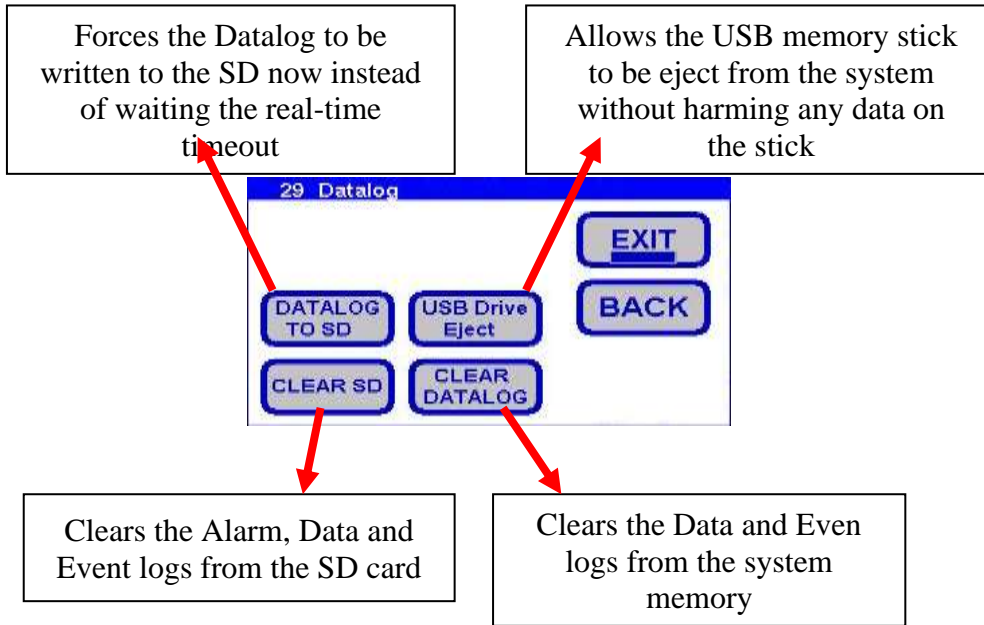 Forces the Datalog to be
written to the SD now instead
of waiting the real-time
timeout
Allows the USB memory stick
to be eject from the system
without harming any data on
the stick
29 Datalog
EXIT
DATALOG
TO SD
USB Drive
Eject
BACK
CLEAR SD
CLEAR
DATALOG
Clears the Alarm, Data and
Event logs from the SD card
Clears the Data and Even
logs from the system
memory